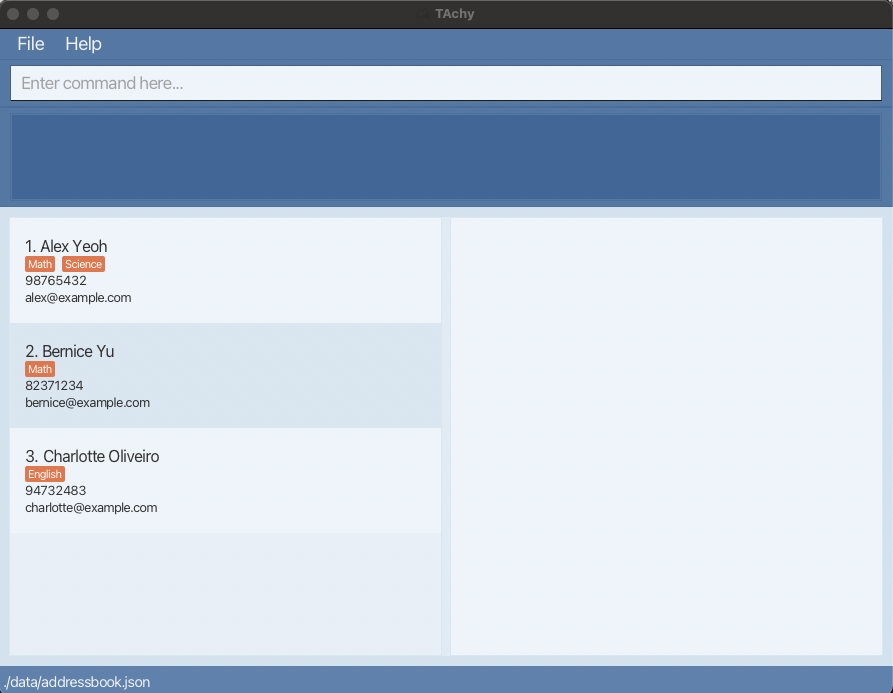 TAchy
File Help
Enter command here...
1. Alex Yeoh
Math Science
98765432
alex@example.com
2. Bernice Yu
Math
82371234
bernice@example.com
3. Charlotte Oliveiro
English
94732483
charlotte@example.com
./data/addressbook.json